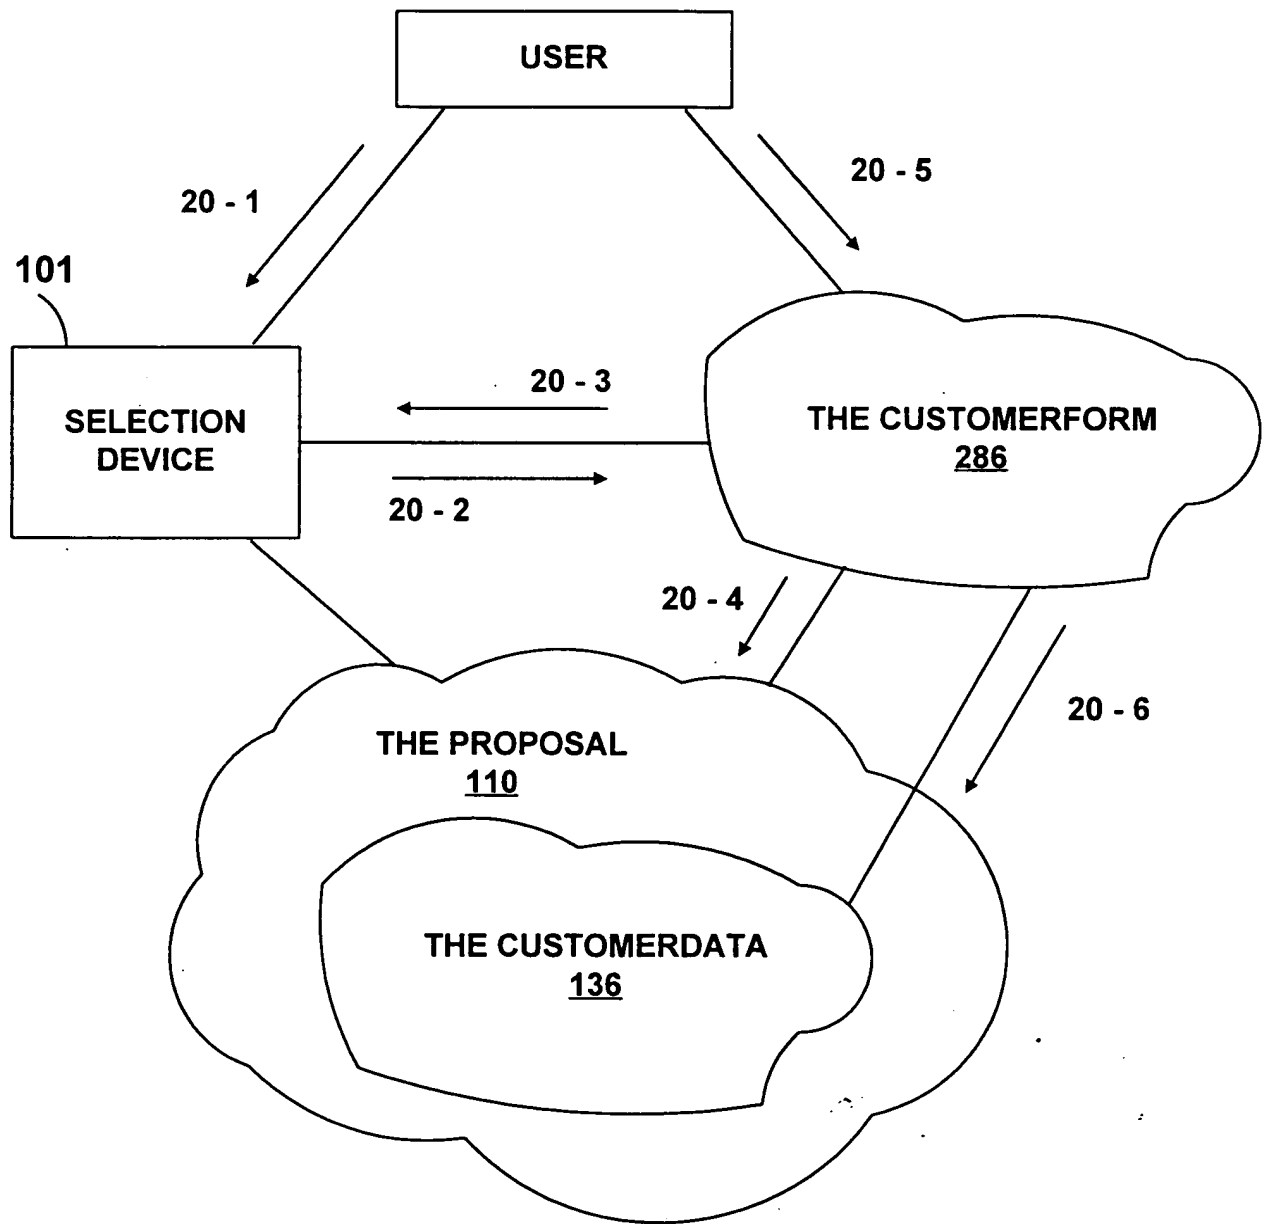 USER
20 - 5
20 - 1
101
20 - 3
SELECTION
DEVICE
THE CUSTOMERFORM
286
20 - 2
20 - 4
20 - 6
THE PROPOSAL
110
THE CUSTOMERDATA
136